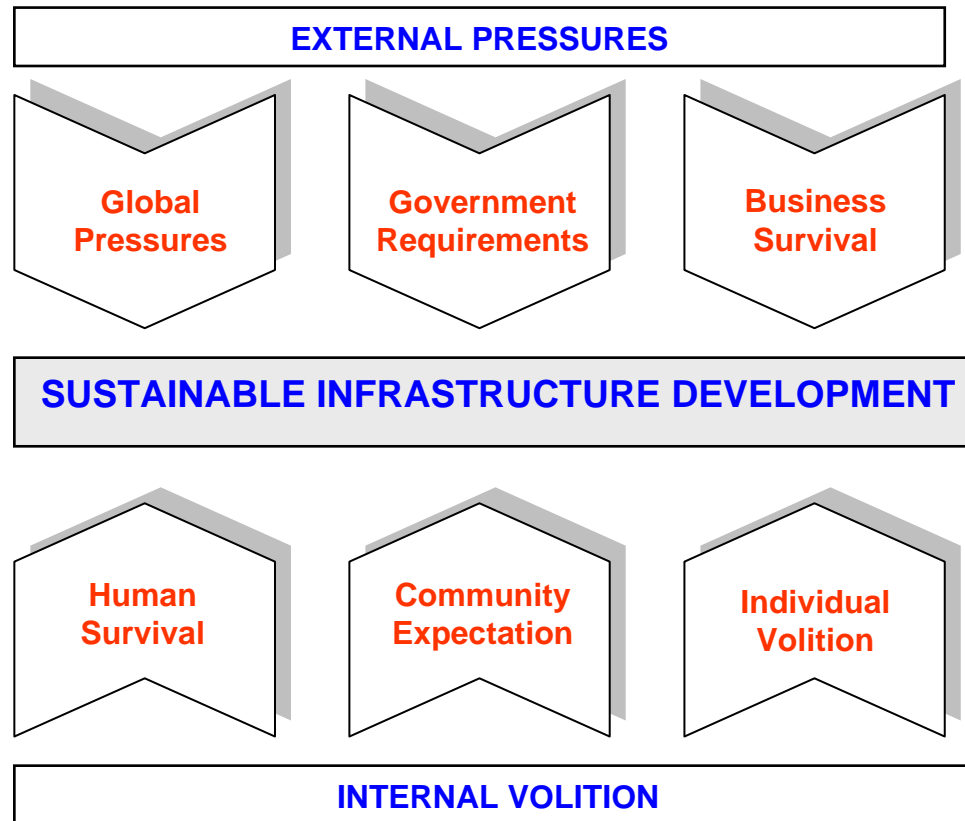 EXTERNAL PRESSURES
Global
Pressures
Government
Requirements
Business
Survival
SUSTAINABLE INFRASTRUCTURE DEVELOPMENT
Human
Survival
Community
Expectation
Individual
Volition
INTERNAL VOLITION